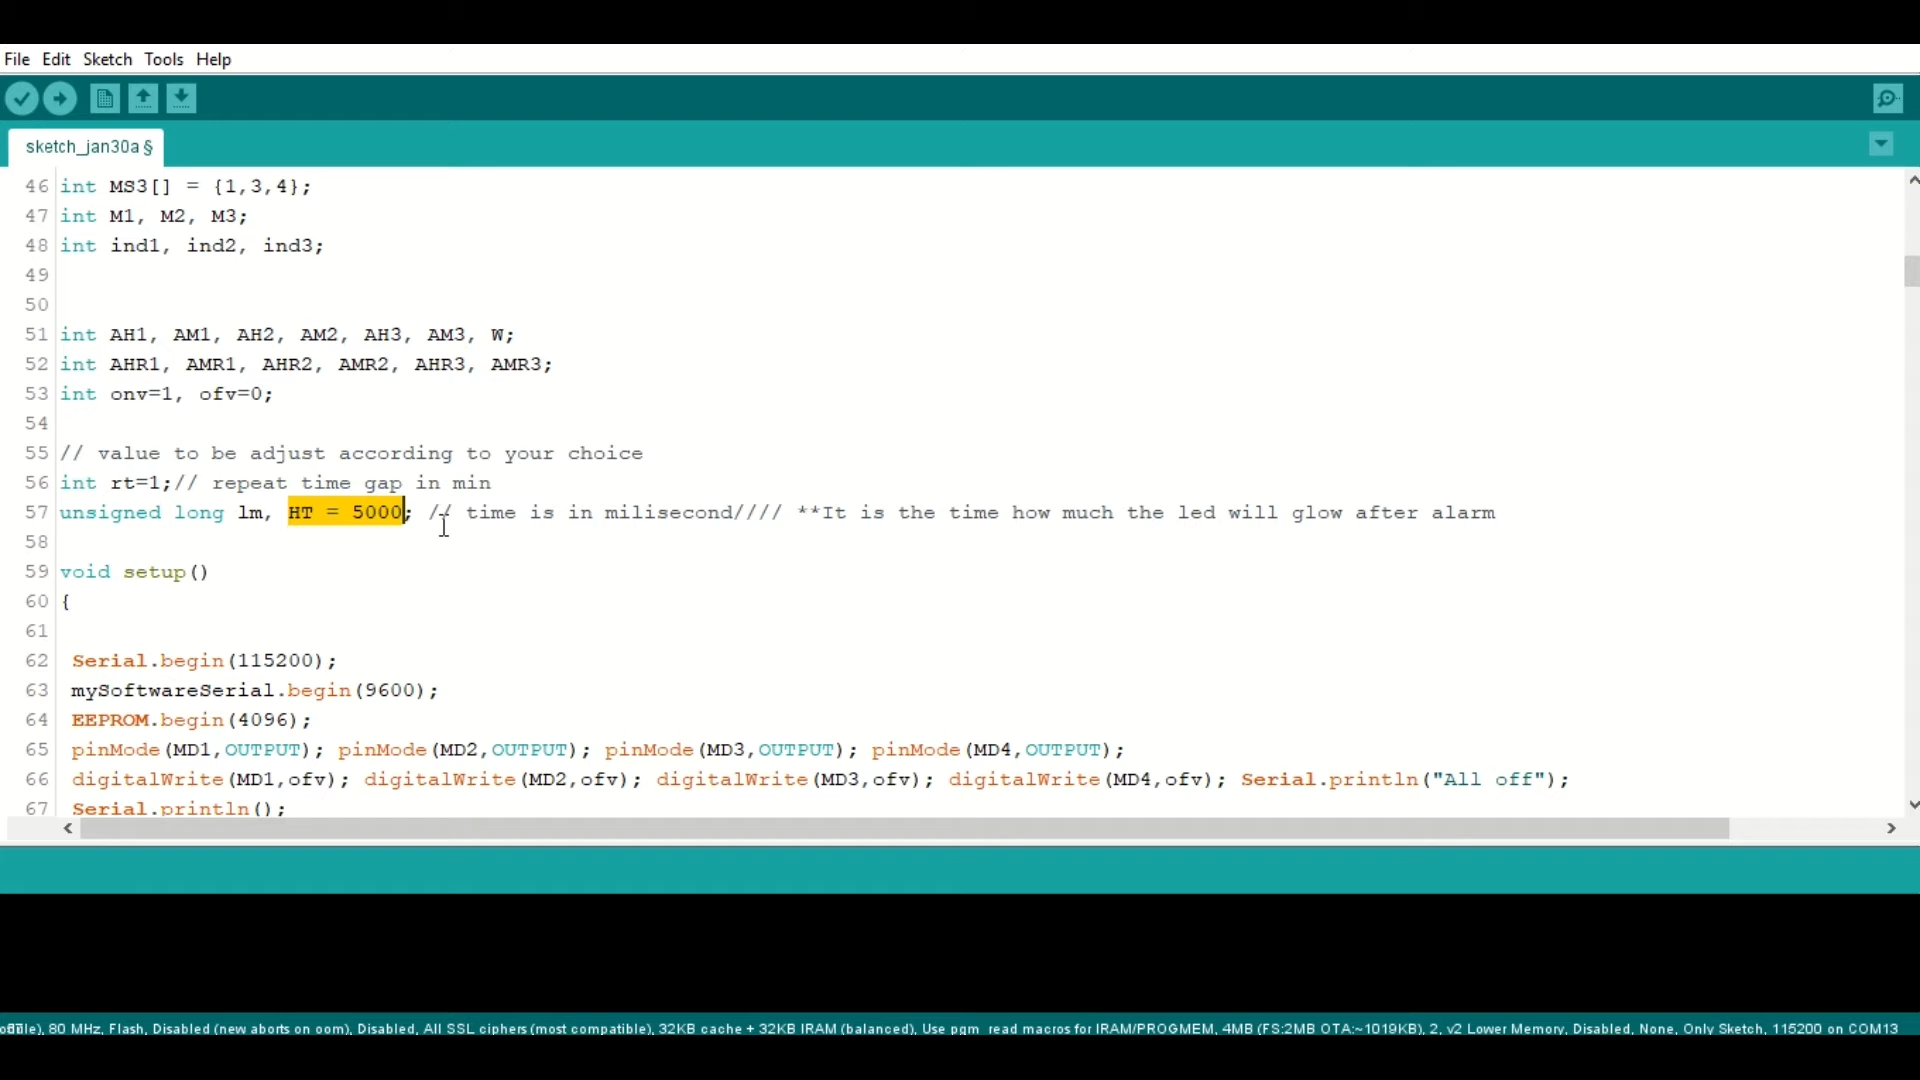 File Edit Sketch Tools Help
sketch_jan30a §
46 int MS3[] = {1,3,4};
47 int M1, M2, M3;
48 int ind1, ind2, ind3;
49
50
51 int AH1, AM1, AH2, AM2, AH3, AM3, W;
52 int AHR1, AMR1, AHR2, AMR2, AHR3, AMR3;
53 int onv=1, ofv=0;
54
55 // value to be adjust according to your choice
56 int rt=1;// repeat time gap in min
57 unsigned long lm, HT = 5000; // time is in milisecond//// **It is the time how much the led will glow after alarm
58
59 void setup()
60 {
61
62 Serial.begin(115200);
63 mySoftwareSerial.begin(9600);
64 EEPROM.begin(4096);
65 pinMode(MD1,OUTPUT); pinMode(MD2,OUTPUT); pinMode(MD3,OUTPUT); pinMode(MD4,OUTPUT);
66 digitalWrite(MD1,ofv); digitalWrite(MD2,ofv); digitalWrite(MD3,ofv); digitalWrite(MD4,ofv); Serial.println("All off");
67 Serial.println();
80 MHz, Flash, Disabled (new aborts on oom), Disabled, All SSL ciphers (most compatible), 32KB cache + 32KB IRAM (balanced), Use pgm_read macros for IRAM/PROGMEM, 4MB (FS:2MB OTA:~1019KB), 2, v2 Lower Memory, Disabled, None, Only Sketch, 115200 on COM13